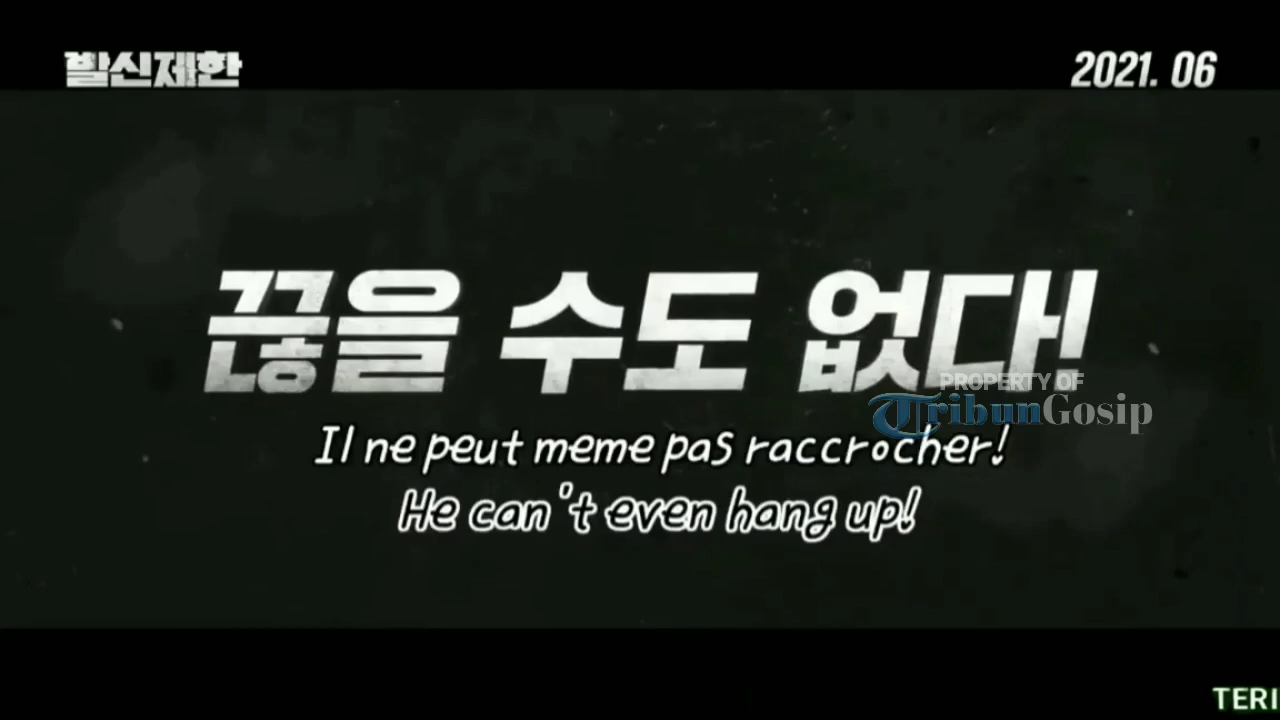 발신제한
2021. 06
끊을 수도 없다!
PROPERTY OF
TribunGosip
Il ne peut meme pas raccrocher!
He can't even hang up!
TERI